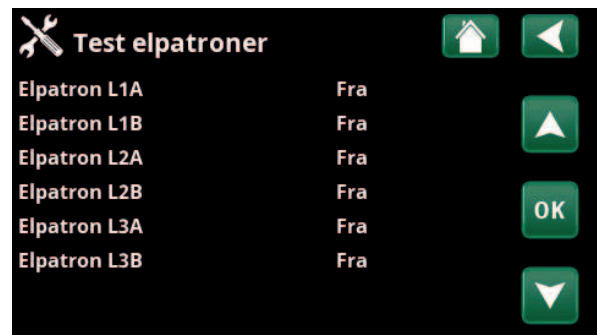 Test elpatroner
Elpatron L1A Fra
Elpatron L1B Fra
Elpatron L2A Fra
Elpatron L2B Fra
Elpatron L3A Fra
Elpatron L3B Fra
OK